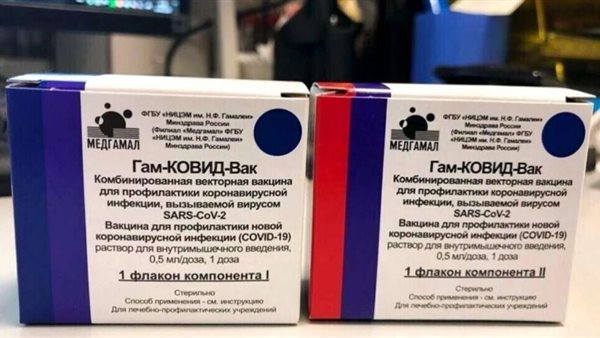 ФГБУ «НИЦЭМ им. Н.Ф. Гамалеи»
Минздрава России
(Филиал «Медгамал» ФГБУ
«НИЦЭМ им. Н.Ф. Гамалеи»
Минздрава России)
МЕДГАМАЛ
Гам-КОВИД-Вак
Комбинированная векторная вакцина
для профилактики коронавирусной
инфекции, вызываемой вирусом
SARS-CoV-2
Вакцина для профилактики новой
коронавирусной инфекции (COVID-19)
раствор для внутримышечного введения,
0,5 мл/доза, 1 доза
1 флакон компонента I
Стерильно
Способ применения - см. инструкцию
Для лечебно-профилактических учреждений
ФГБУ «НИЦЭМ им. Н.Ф. Гамалеи»
Минздрава России
(Филиал «Медгамал» ФГБУ
«НИЦЭМ им. Н.Ф. Гамалеи»
Минздрава России)
МЕДГАМАЛ
Гам-КОВИД-Вак
Комбинированная векторная вакцина
для профилактики коронавирусной
инфекции, вызываемой вирусом
SARS-CoV-2
Вакцина для профилактики новой
коронавирусной инфекции (COVID-19)
раствор для внутримышечного введения,
0,5 мл/доза, 1 доза
1 флакон компонента II
Стерильно
Способ применения - см. инструкцию
Для лечебно-профилактических учреждений